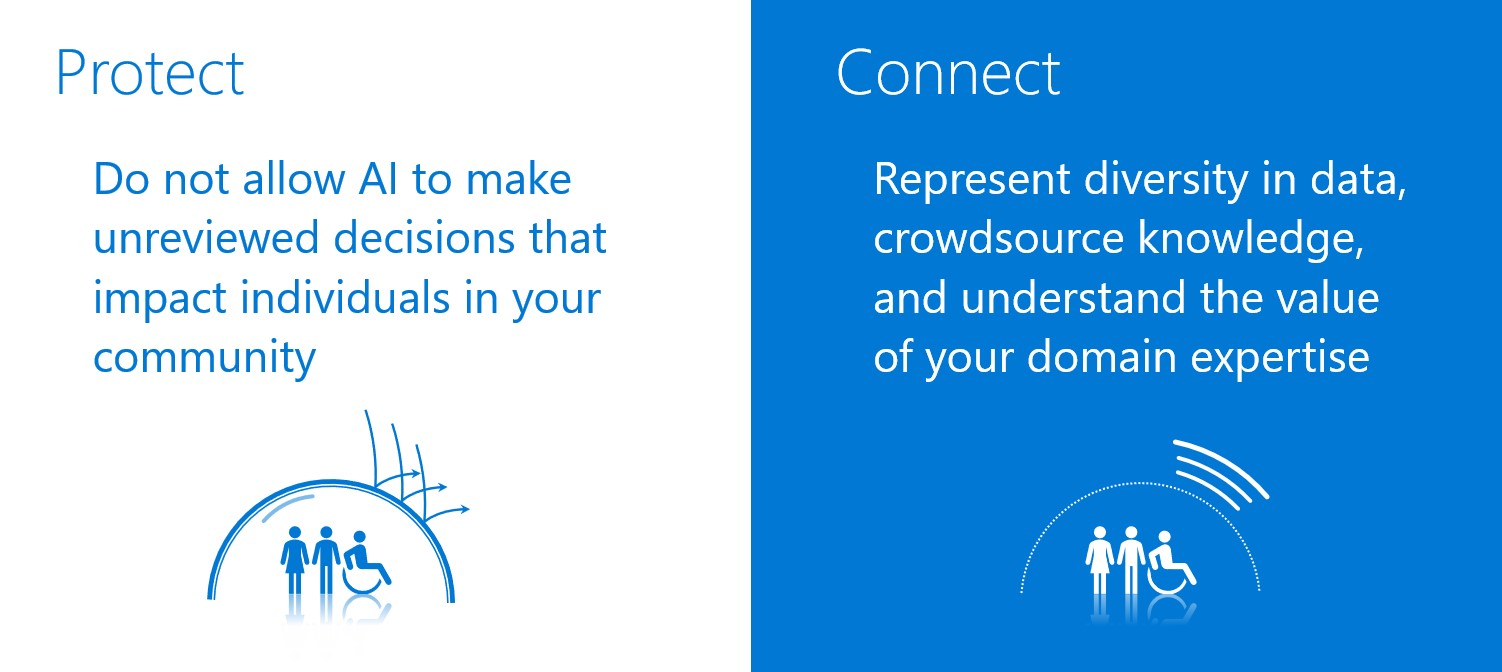 Protect
Do not allow AI to make
unreviewed decisions that
impact individuals in your
community
Connect
Represent diversity in data,
crowdsource knowledge,
and understand the value
of your domain expertise